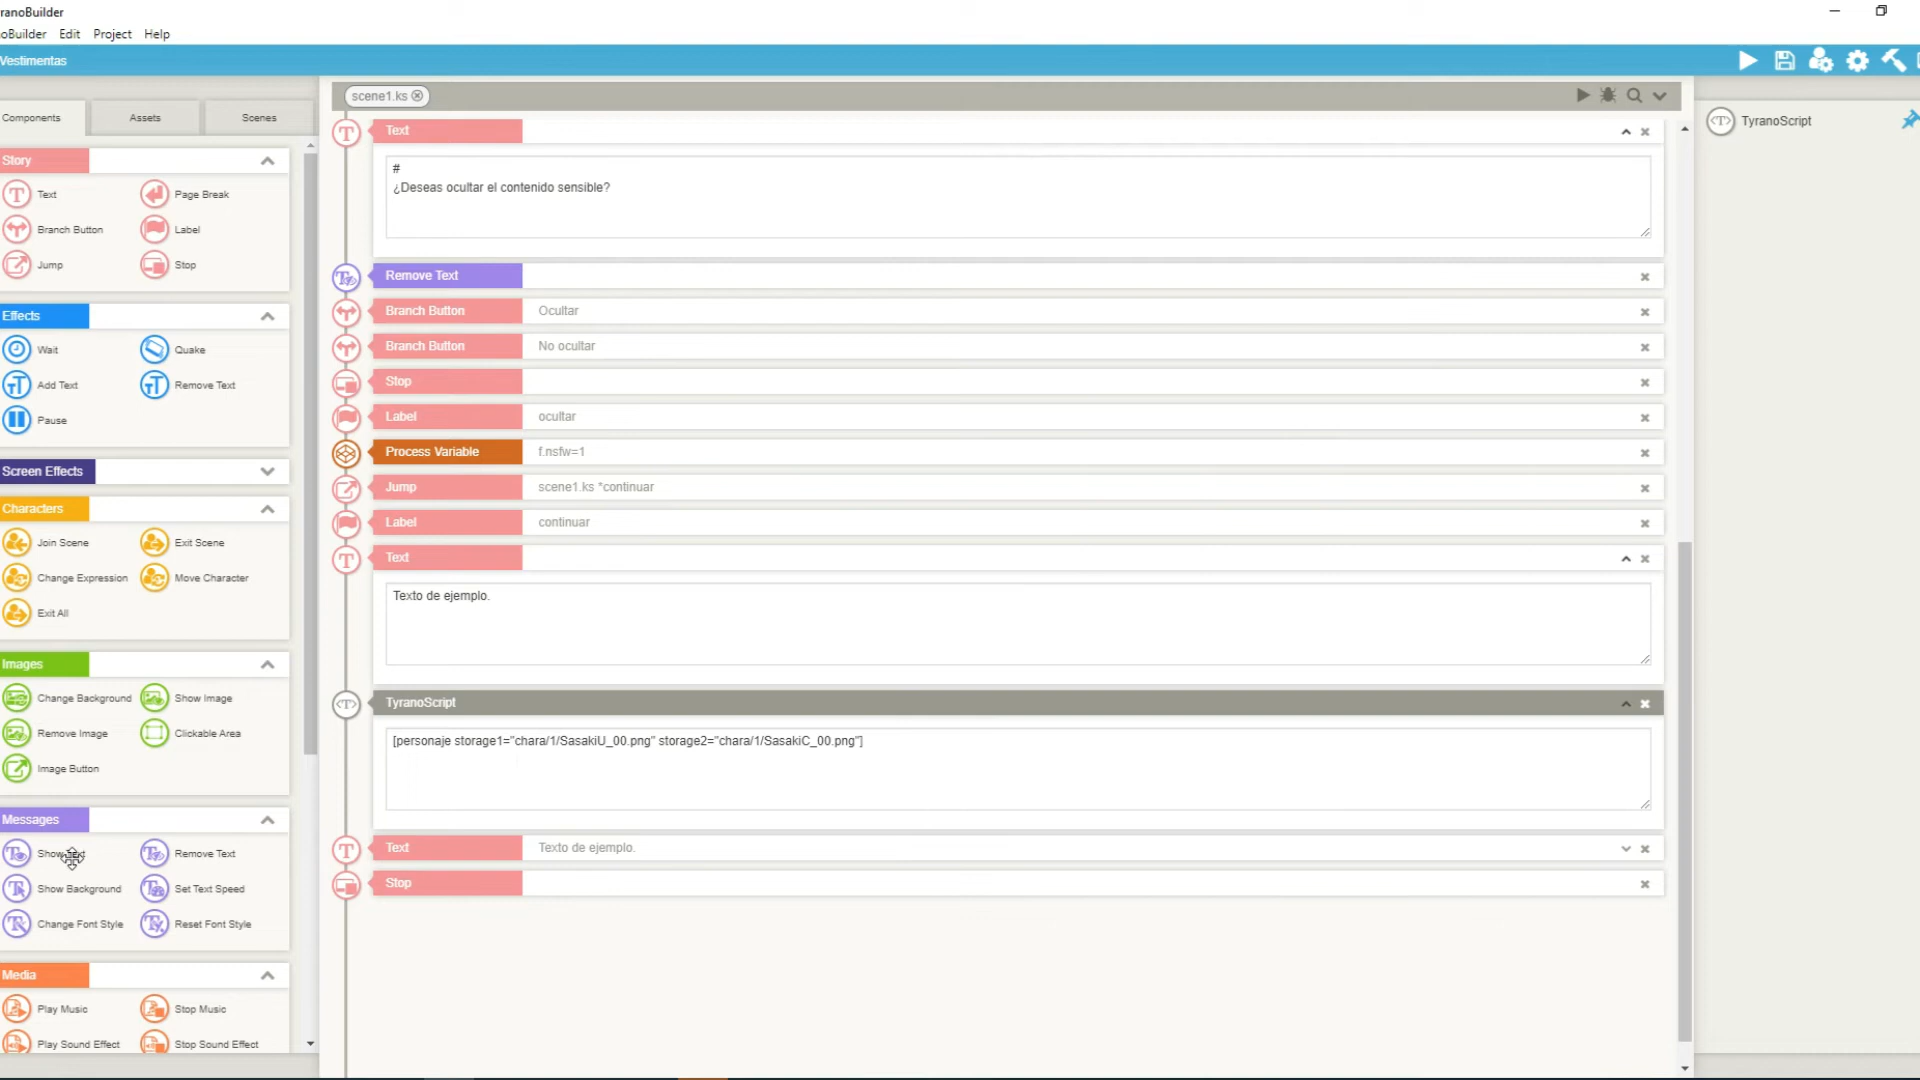 ranoBuilder
oBuilder Edit Project Help
Vestimentas
Components Assets Scenes
Story
Text Page Break
Branch Button Label
Jump Stop
Effects
Wait Quake
Add Text Remove Text
Pause
Screen Effects
Characters
Join Scene Exit Scene
Change Expression Move Character
Exit All
Images
Change Background Show Image
Remove Image Clickable Area
Image Button
Messages
Show Text Remove Text
Show Background Set Text Speed
Change Font Style Reset Font Style
Media
Play Music Stop Music
Play Sound Effect Stop Sound Effect
scene1.ks
Text
#
¿Deseas ocultar el contenido sensible?
Remove Text
Branch Button Ocultar
Branch Button No ocultar
Stop
Label ocultar
Process Variable f.nsfw=1
Jump scene1.ks *continuar
Label continuar
Text
Texto de ejemplo.
TyranoScript
[personaje storage1="chara/1/SasakiU_00.png" storage2="chara/1/SasakiC_00.png"]
Text Texto de ejemplo.
Stop
<T> TyranoScript